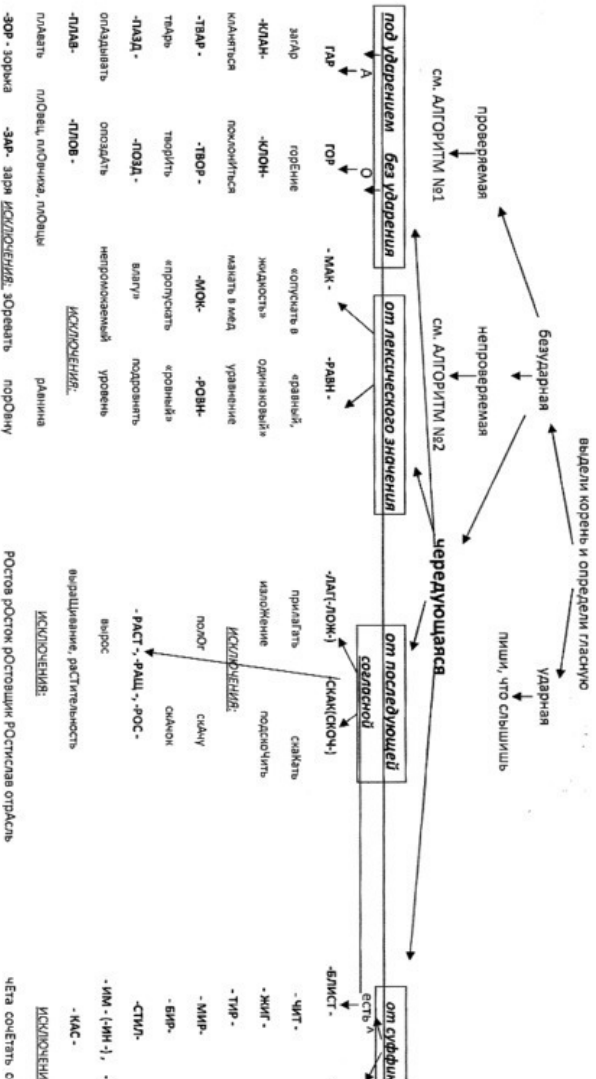 выдели корень и определи гласную
безударная
ударная
пиши, что слышишь
проверяемая
см. АЛГОРИТМ №1
непроверяемая
см. АЛГОРИТМ №2
чередующаяся
под ударением без ударения
А О
ГАР ГОР
загАр горЕние
-КЛАН- -КЛОН-
клАняться поклонИться
-ТВАР - -ТВОР -
твАрь творИть
-ПАЗД - -ПОЗД -
опАздывать опоздАть
-ПЛАВ- -ПЛОВ -
ИСКЛЮЧЕНИЯ:
плАвать плОвец, плОвчиха, плОвцы
-ЗОР - зорька -ЗАР- заря ИСКЛЮЧЕНИЯ: зОревать
от лексического значения
- МАК - -РАВН -
«опускать в «равный,
жидкость» одинаковый»
макать в мед уравнение
-МОК- -РОВН-
«пропускать «ровный»
влагу» подровнять
непромокаемый уровень
рАвнина
порОвну
от последующей
согласной
-ЛАГ(-ЛОЖ-) -СКАК(СКОЧ-)
прилаГать скаКать
излоЖение подскоЧить
ИСКЛЮЧЕНИЯ:
полОг скАчу
скАчок
- РАСТ -, -РАЩ -, -РОС -
вырос
выраЩивание, раСТительность
ИСКЛЮЧЕНИЯ:
РОстов рОсток рОстовщик РОстислав отрАсль
есть
-БЛИСТ -
- ЧИТ -
- ЖИГ -
- ТИР -
- МИР-
- БИР-
-СТИЛ-
- ИМ - (-ИН -),
- КАС -
чЕта сочЕтать